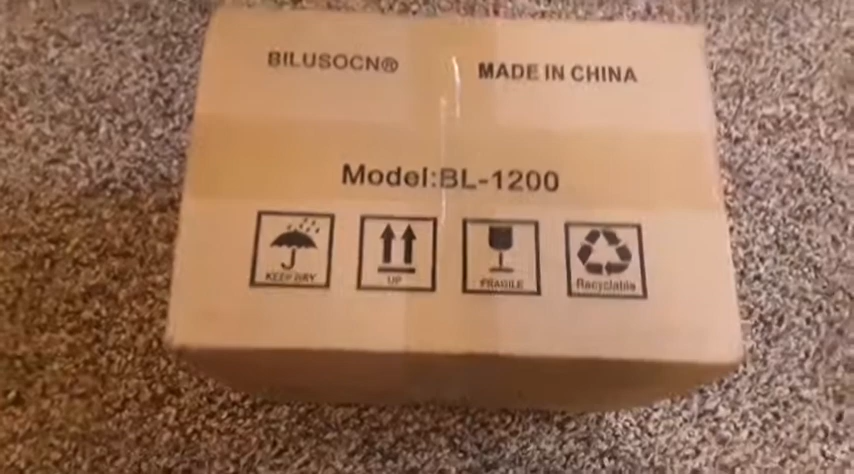 BILUSOCN® MADE IN CHINA
Model:BL-1200
KEEP DRY UP FRAGILE Recyclable